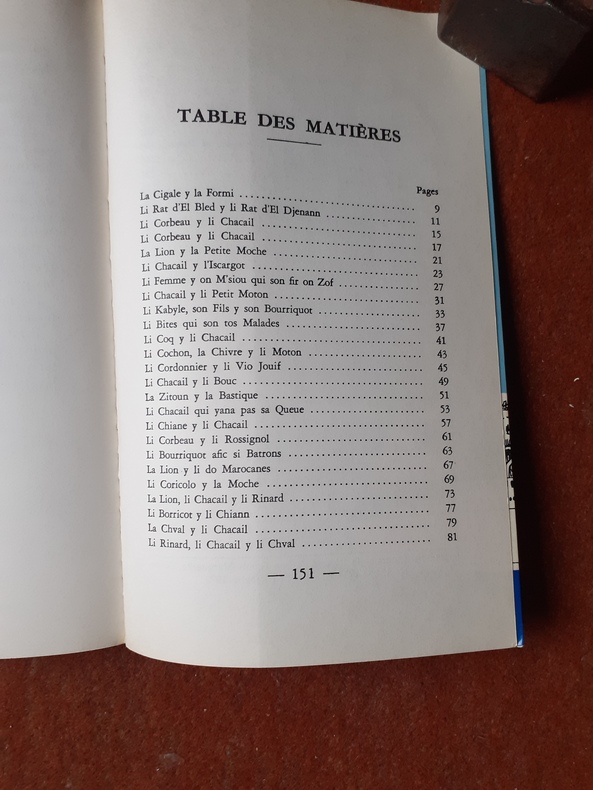 TABLE DES MATIÈRES
Pages
La Cigale y la Formi ........ 9
Li Rat d'El Bled y li Rat d'El Djenann ........ 11
Li Corbeau y li Chacail ........ 15
Li Corbeau y li Chacail ........ 17
La Lion y la Petite Moche ........ 21
Li Chacail y l'Iscargot ........ 23
Li Femme y on M'siou qui son fir on Zof ........ 27
Li Chacail y li Petit Moton ........ 31
Li Kabyle, son Fils y son Bourriquot ........ 33
Li Bites qui son tos Malades ........ 37
Li Coq y li Chacail ........ 41
Li Cochon, la Chivre y li Moton ........ 43
Li Cordonnier y li Vio Jouif ........ 45
Li Chacail y li Bouc ........ 49
La Zitoun y la Bastique ........ 51
Li Chacail qui yana pas sa Queue ........ 53
Li Chiane y li Chacail ........ 57
Li Corbeau y li Rossignol ........ 61
Li Bourriquot afic si Batrons ........ 63
La Lion y li do Marocanes ........ 67
Li Coricolo y la Moche ........ 69
La Lion, li Chacail y li Rinard ........ 73
Li Borricot y li Chiann ........ 77
La Chval y li Chacail ........ 79
Li Rinard, li Chacail y li Chval ........ 81
— 151 —